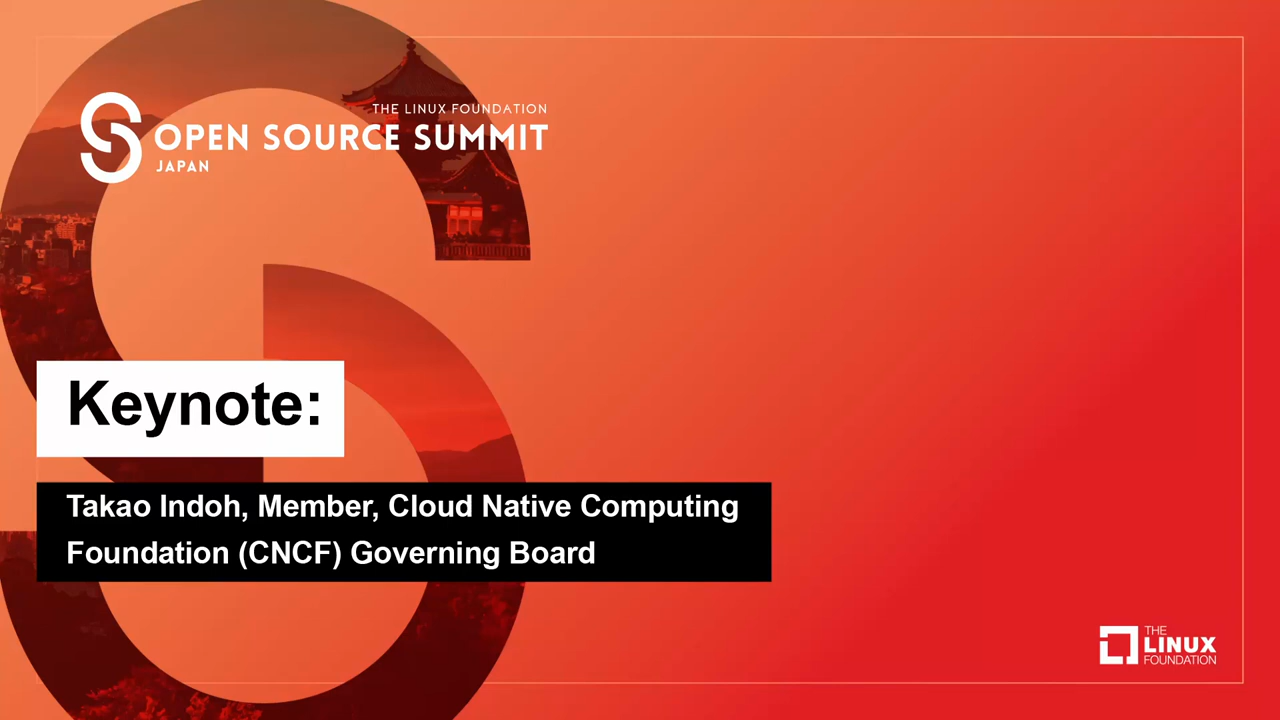 THE LINUX FOUNDATION
OPEN SOURCE SUMMIT
JAPAN
Keynote:
Takao Indoh, Member, Cloud Native Computing
Foundation (CNCF) Governing Board
THE
LINUX
FOUNDATION